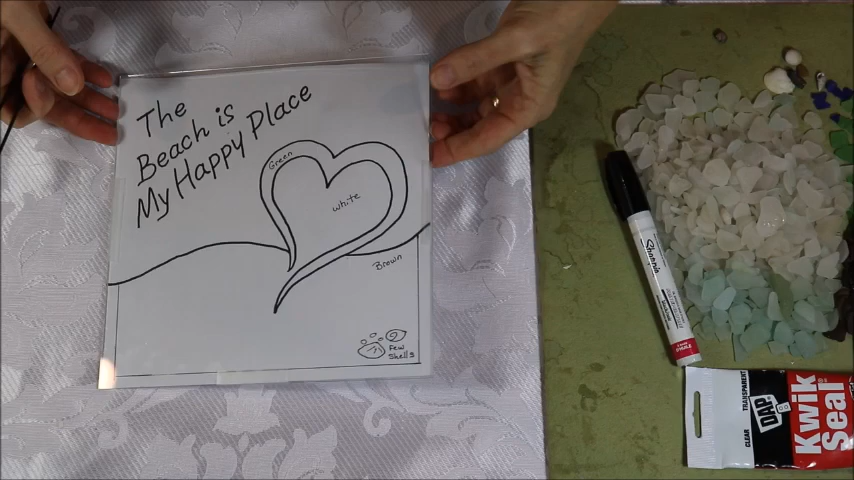 The
Beach is
My Happy Place
Green
White
Brown
Few
Shells
Sharpie
TRANSPARENT
CLEAR
DAP
Kwik
Seal